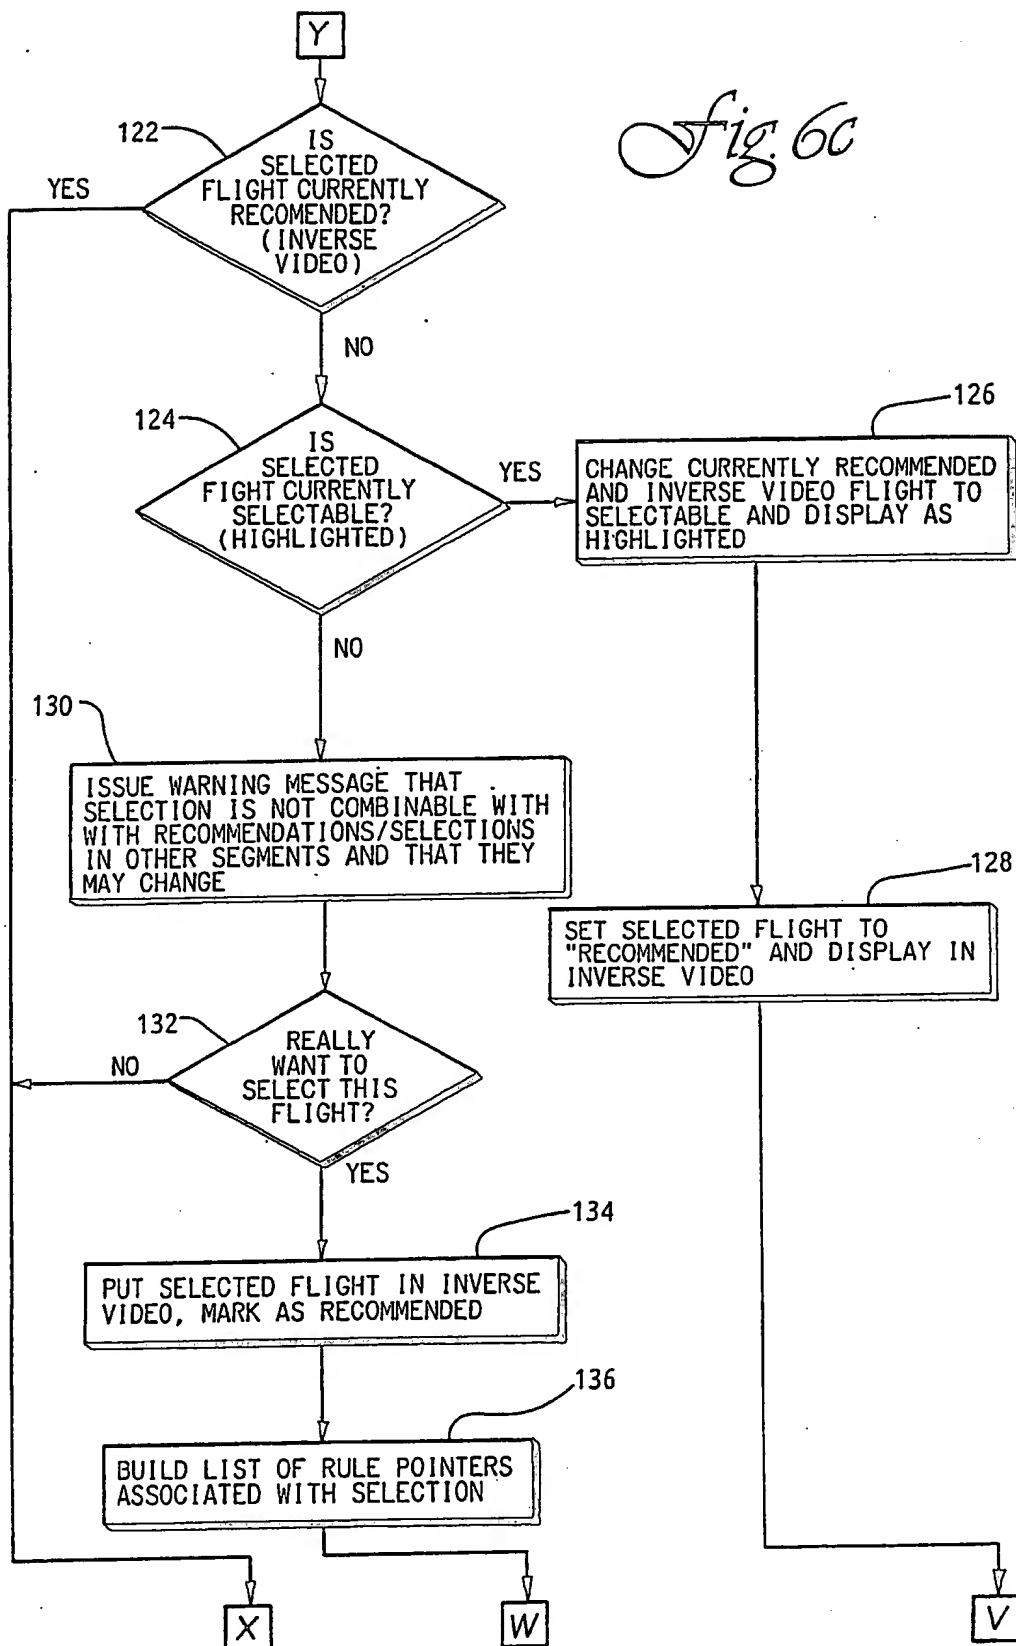 Y
Fig. 6c
122
IS
SELECTED
FLIGHT CURRENTLY
RECOMENDED?
(INVERSE
VIDEO)
YES
NO
124
IS
SELECTED
FIGHT CURRENTLY
SELECTABLE?
(HIGHLIGHTED)
YES
126
CHANGE CURRENTLY RECOMMENDED
AND INVERSE VIDEO FLIGHT TO
SELECTABLE AND DISPLAY AS
HIGHLIGHTED
NO
130
ISSUE WARNING MESSAGE THAT
SELECTION IS NOT COMBINABLE WITH
WITH RECOMMENDATIONS/SELECTIONS
IN OTHER SEGMENTS AND THAT THEY
MAY CHANGE
128
SET SELECTED FLIGHT TO
"RECOMMENDED" AND DISPLAY IN
INVERSE VIDEO
132
REALLY
WANT TO
SELECT THIS
FLIGHT?
NO
YES
134
PUT SELECTED FLIGHT IN INVERSE
VIDEO, MARK AS RECOMMENDED
136
BUILD LIST OF RULE POINTERS
ASSOCIATED WITH SELECTION
X
W
V